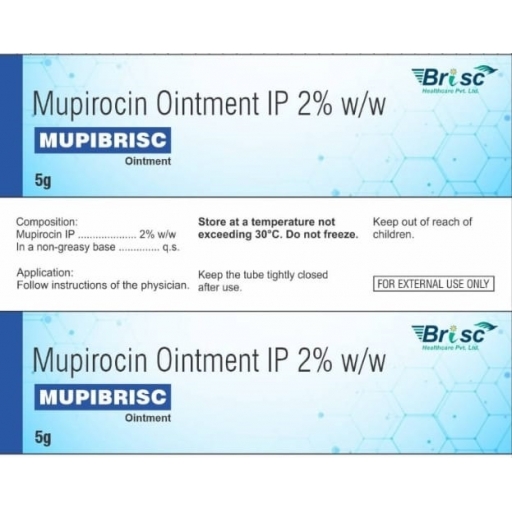 Brisc
Healthcare Pvt. Ltd.
Mupirocin Ointment IP 2% w/w
MUPIBRISC
Ointment
5g
Composition:
Mupirocin IP .................... 2% w/w
In a non-greasy base .............. q.s.
Application:
Follow instructions of the physician.
Store at a temperature not
exceeding 30°C. Do not freeze.
Keep the tube tightly closed
after use.
Keep out of reach of
children.
FOR EXTERNAL USE ONLY
Brisc
Healthcare Pvt. Ltd.
Mupirocin Ointment IP 2% w/w
MUPIBRISC
Ointment
5g